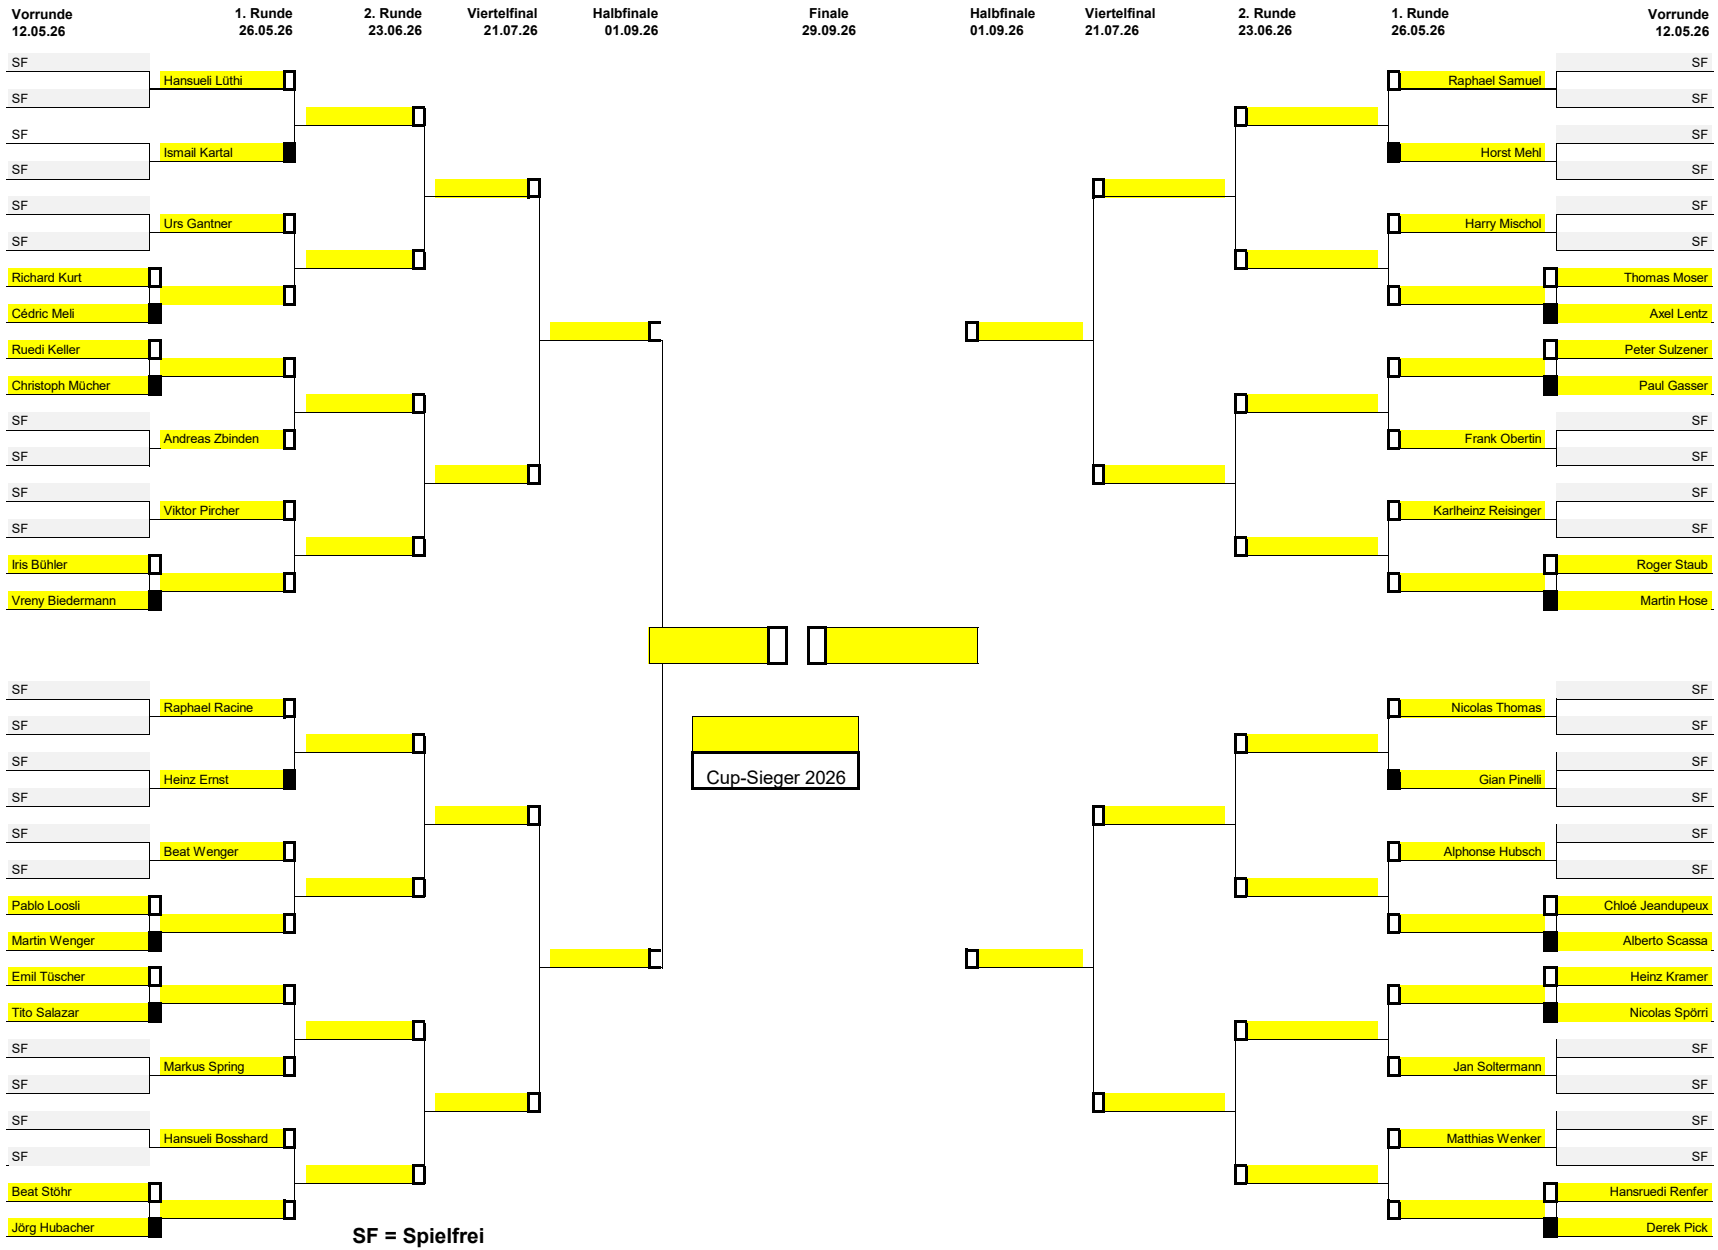 Vorrunde 1. Runde 2. Runde Viertelfinal Halbfinale Finale Halbfinale Viertelfinal 2. Runde 1. Runde Vorrunde
12.05.26 26.05.26 23.06.26 21.07.26 01.09.26 29.09.26 01.09.26 21.07.26 23.06.26 26.05.26 12.05.26
SF SF
Hansueli Lüthi Raphael Samuel
SF SF
SF SF
Ismail Kartal Horst Mehl
SF SF
SF SF
Urs Gantner Harry Mischol
SF SF
Richard Kurt Thomas Moser
Cédric Meli Axel Lentz
Ruedi Keller Peter Sulzener
Christoph Mücher Paul Gasser
SF SF
Andreas Zbinden Frank Obertin
SF SF
SF SF
Viktor Pircher Karlheinz Reisinger
SF SF
Iris Bühler Roger Staub
Vreny Biedermann Martin Hose
SF SF
Raphael Racine Nicolas Thomas
SF SF
SF SF
Heinz Ernst Cup-Sieger 2026 Gian Pinelli
SF SF
SF SF
Beat Wenger Alphonse Hubsch
SF SF
Pablo Loosli Chloé Jeandupeux
Martin Wenger Alberto Scassa
Emil Tüscher Heinz Kramer
Tito Salazar Nicolas Spörri
SF SF
Markus Spring Jan Soltermann
SF SF
SF SF
Hansueli Bosshard Matthias Wenker
SF SF
Beat Stöhr Hansruedi Renfer
Jörg Hubacher Derek Pick
SF = Spielfrei